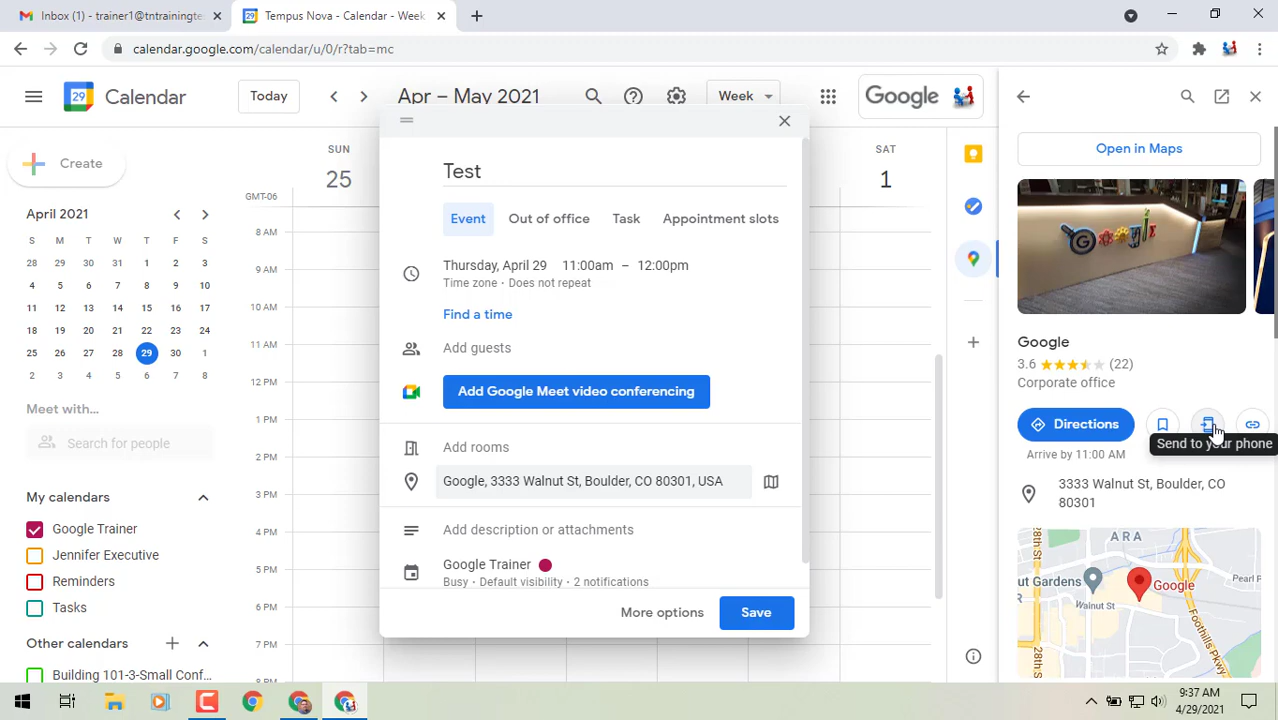 Inbox (1) - trainer1@tntrainingte
Tempus Nova - Calendar - Week
calendar.google.com/calendar/u/0/r?tab=mc
31 Calendar
Today
Apr – May 2021
Week
Google
Create
April 2021
S M T W T F S
28 29 30 31 1 2 3
4 5 6 7 8 9 10
11 12 13 14 15 16 17
18 19 20 21 22 23 24
25 26 27 28 29 30 1
2 3 4 5 6 7 8
Meet with...
Search for people
My calendars
Google Trainer
Jennifer Executive
Reminders
Tasks
Other calendars
Building 101-3-Small Conf...
GMT-06
SUN
25
SAT
1
8 AM
9 AM
10 AM
11 AM
12 PM
1 PM
2 PM
3 PM
4 PM
5 PM
6 PM
7 PM
8 PM
Test
Event Out of office Task Appointment slots
Thursday, April 29 11:00am – 12:00pm
Time zone • Does not repeat
Find a time
Add guests
Add Google Meet video conferencing
Add rooms
Google, 3333 Walnut St, Boulder, CO 80301, USA
Add description or attachments
Google Trainer
Busy • Default visibility • 2 notifications
More options
Save
Open in Maps
Google
Google
3.6 (22)
Corporate office
Directions
Send to your phone
Arrive by 11:00 AM
3333 Walnut St, Boulder, CO
80301
ARA
Gardens
Google
Pearl P
Walnut St
Foothills Pkwy
28th St
9:37 AM
4/29/2021